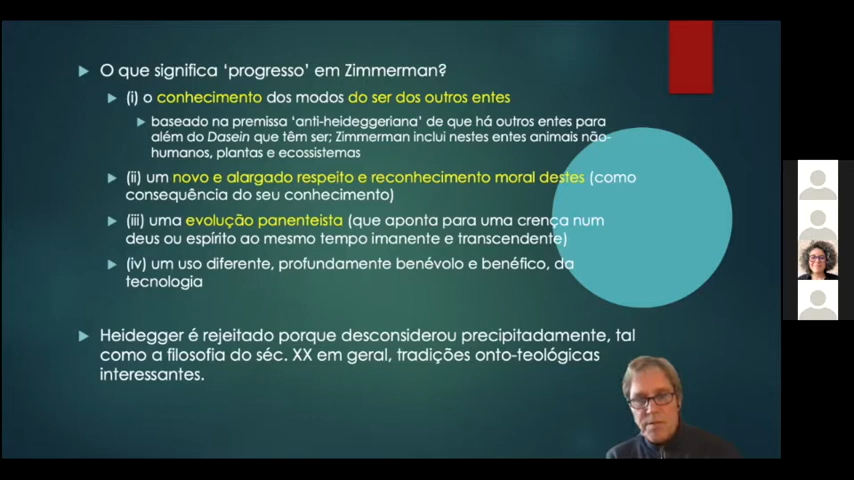 O que significa ‘progresso’ em Zimmerman?
(i) o conhecimento dos modos do ser dos outros entes
baseado na premissa ‘anti-heideggeriana’ de que há outros entes para
além do Dasein que têm ser; Zimmerman inclui nestes entes animais não-
humanos, plantas e ecossistemas
(ii) um novo e alargado respeito e reconhecimento moral destes (como
consequência do seu conhecimento)
(iii) uma evolução panenteista (que aponta para uma crença num
deus ou espírito ao mesmo tempo imanente e transcendente)
(iv) um uso diferente, profundamente benévolo e benéfico, da
tecnologia
Heidegger é rejeitado porque desconsiderou precipitadamente, tal
como a filosofia do séc. XX em geral, tradições onto-teológicas
interessantes.